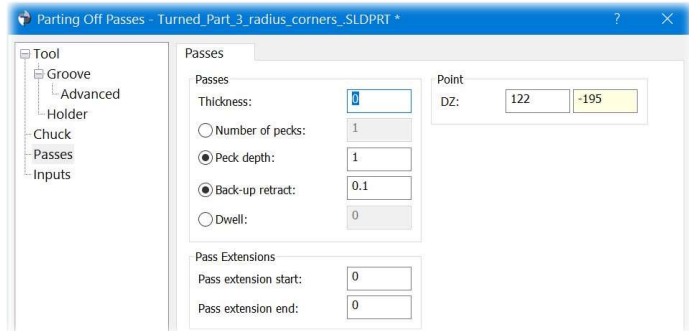 Parting Off Passes - Turned_Part_3_radius_corners_.SLDPRT * ?
Tool
Groove
Advanced
Holder
Chuck
Passes
Inputs
Passes
Passes
Thickness: 0
Number of pecks: 1
Peck depth: 1
Back-up retract: 0.1
Dwell: 0
Pass Extensions
Pass extension start: 0
Pass extension end: 0
Point
DZ: 122 -195